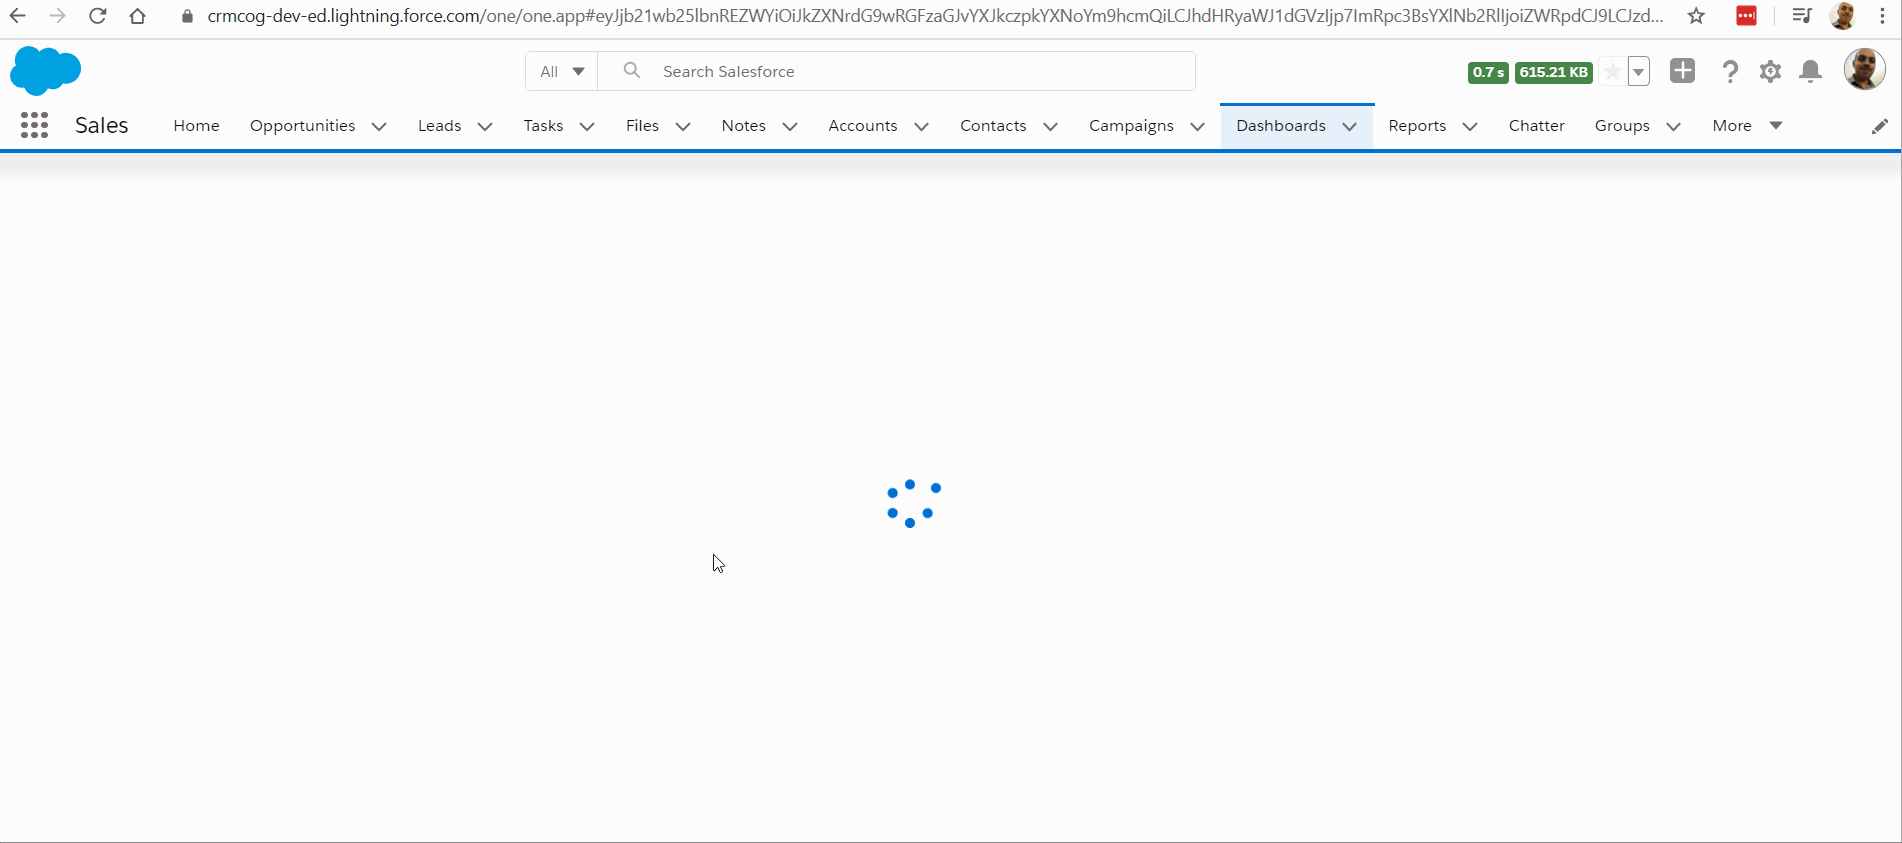 crmcog-dev-ed.lightning.force.com/one/one.app#eyJjb21wb25lbnREZWYiOiJkZXNrdG9wRGFzaGJvYXJkczpkYXNoYm9hcmQiLCJhdHRyaWJ1dGVzIjp7ImRpc3BsYXlNb2RlIjoiZWRpdCJ9LCJzd...
All Search Salesforce 0.7 s 615.21 KB
Sales Home Opportunities Leads Tasks Files Notes Accounts Contacts Campaigns Dashboards Reports Chatter Groups More